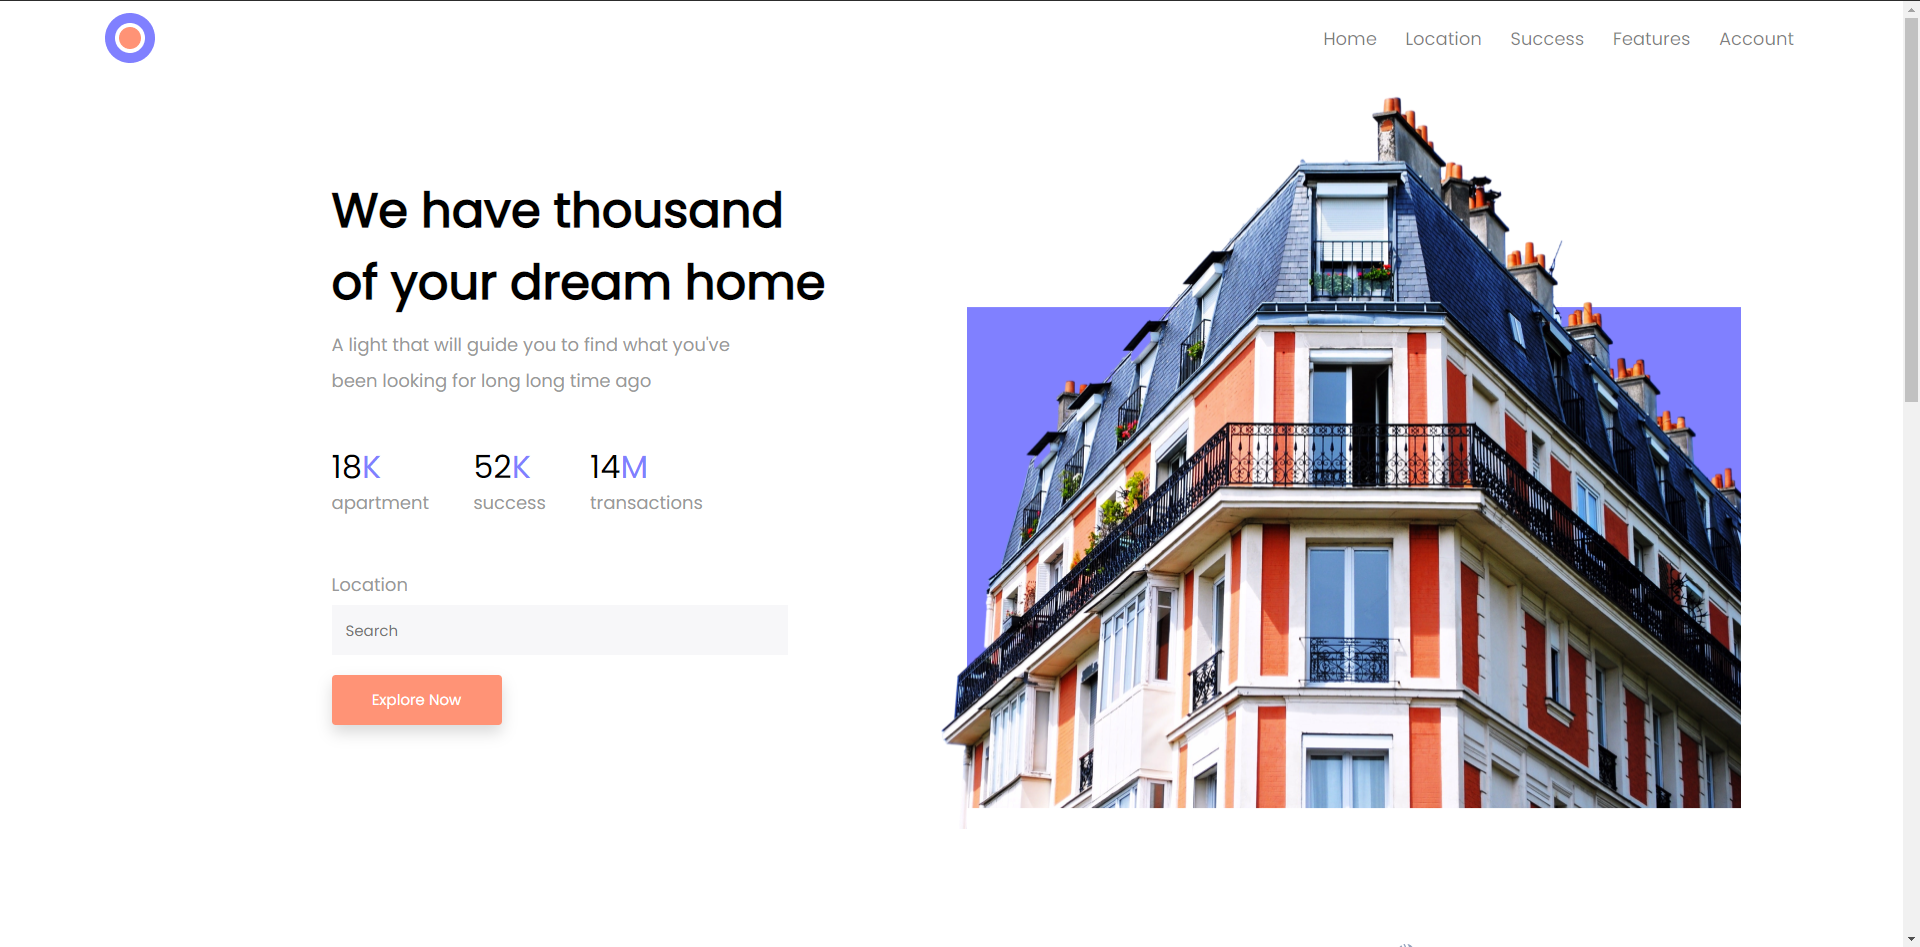 Home Location Success Features Account
We have thousand
of your dream home
A light that will guide you to find what you've
been looking for long long time ago
18K 52K 14M
apartment success transactions
Location
Search
Explore Now